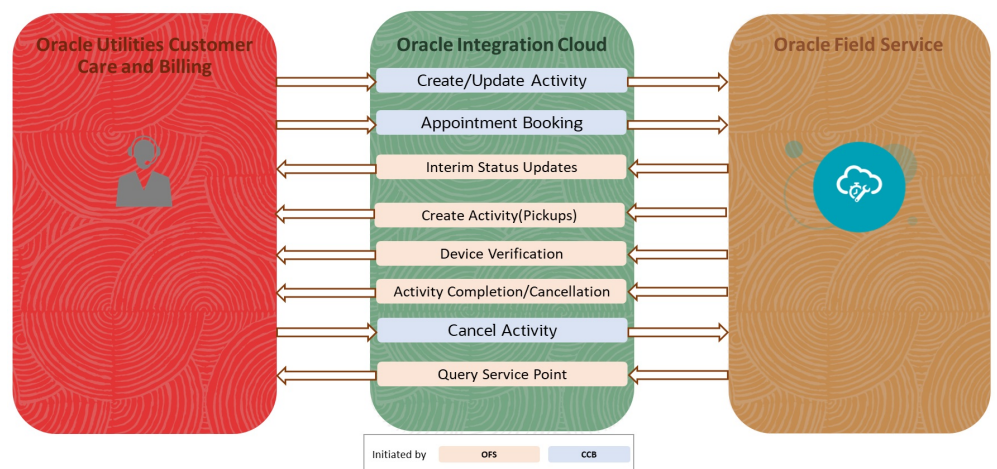 Oracle Utilities Customer
Care and Billing
Oracle Integration Cloud
Oracle Field Service
Create/Update Activity
Appointment Booking
Interim Status Updates
Create Activity(Pickups)
Device Verification
Activity Completion/Cancellation
Cancel Activity
Query Service Point
Initiated by
OFS
CCB